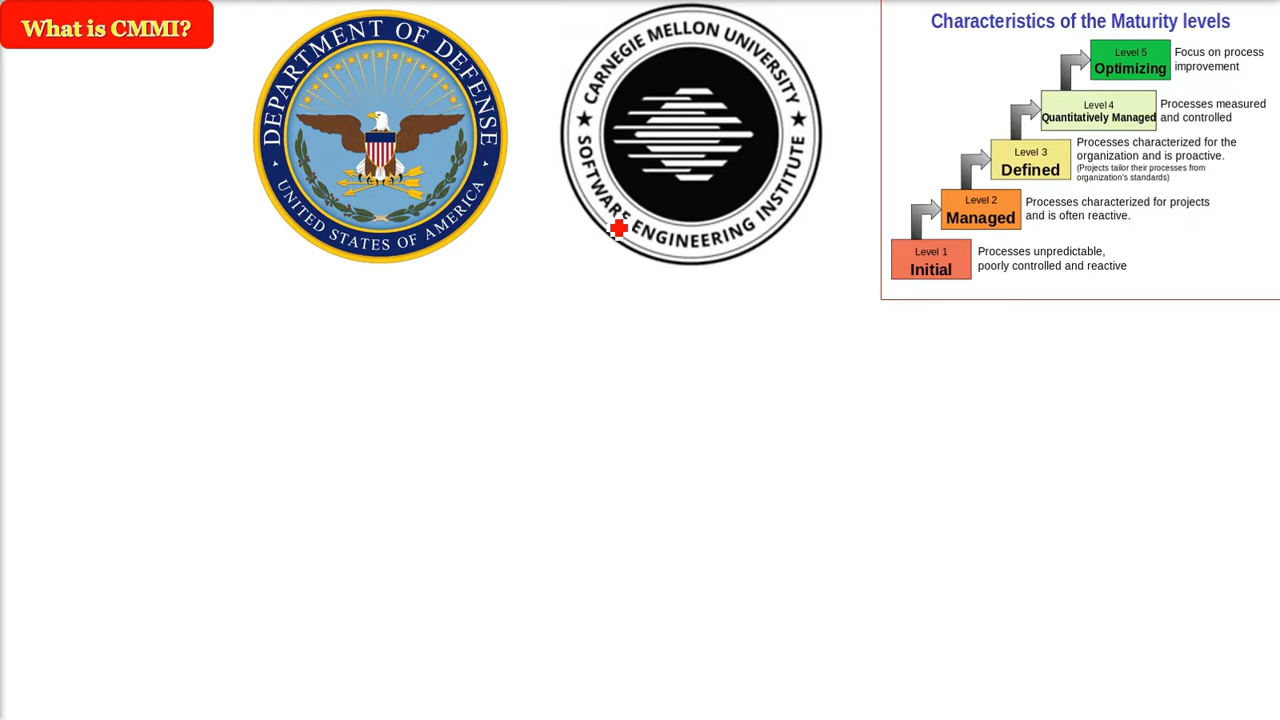 What is CMMI?
DEPARTMENT OF DEFENSE
UNITED STATES OF AMERICA
CARNEGIE MELLON UNIVERSITY
SOFTWARE ENGINEERING INSTITUTE
Characteristics of the Maturity levels
Level 5
Optimizing
Focus on process
improvement
Level 4
Quantitatively Managed
Processes measured
and controlled
Level 3
Defined
Processes characterized for the
organization and is proactive.
(Projects tailor their processes from
organization's standards)
Level 2
Managed
Processes characterized for projects
and is often reactive.
Level 1
Initial
Processes unpredictable,
poorly controlled and reactive